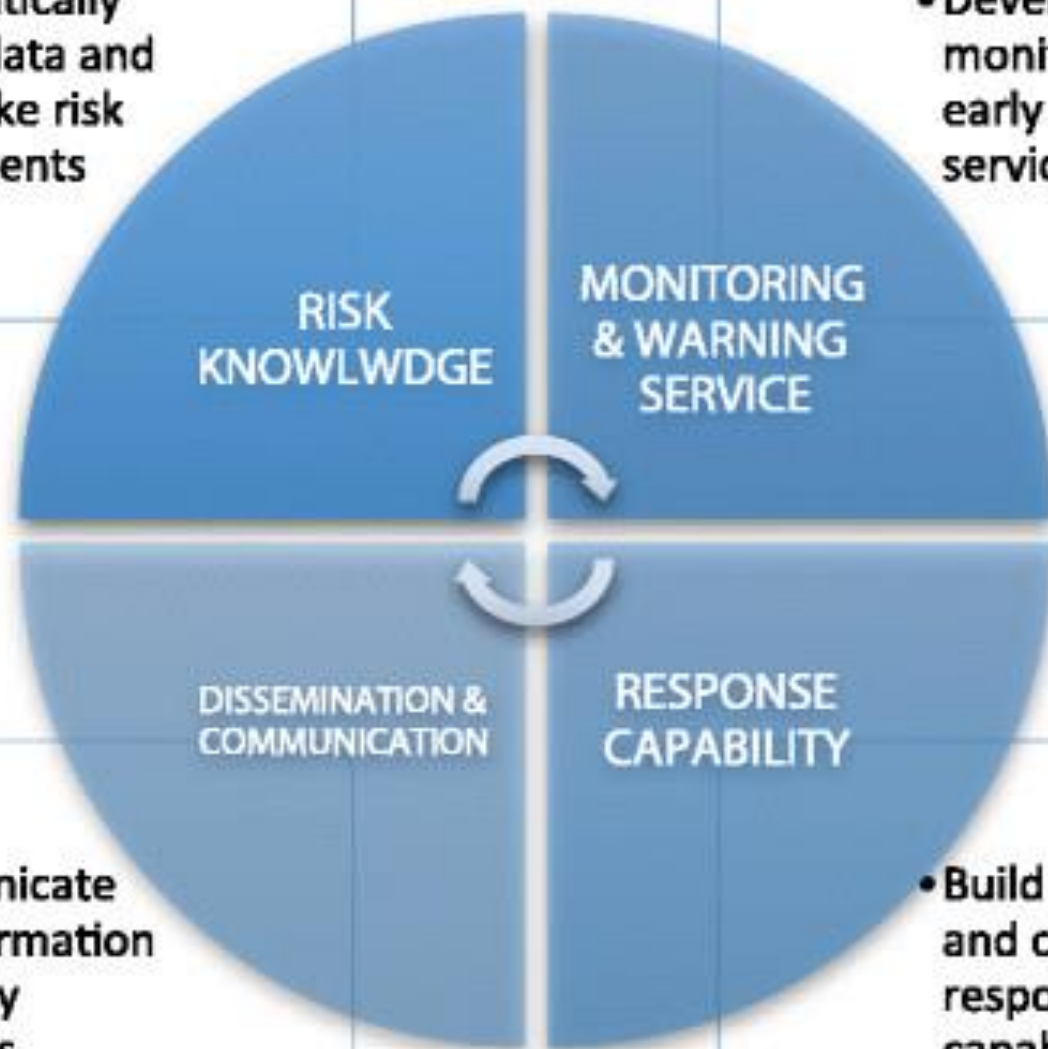 tically
data and
ke risk
ents
• Deve
moni
early
servic
RISK
KNOWLWDGE
MONITORING
& WARNING
SERVICE
DISSEMINATION &
COMMUNICATION
RESPONSE
CAPABILITY
nicate
rmation
y
• Build
and c
respo